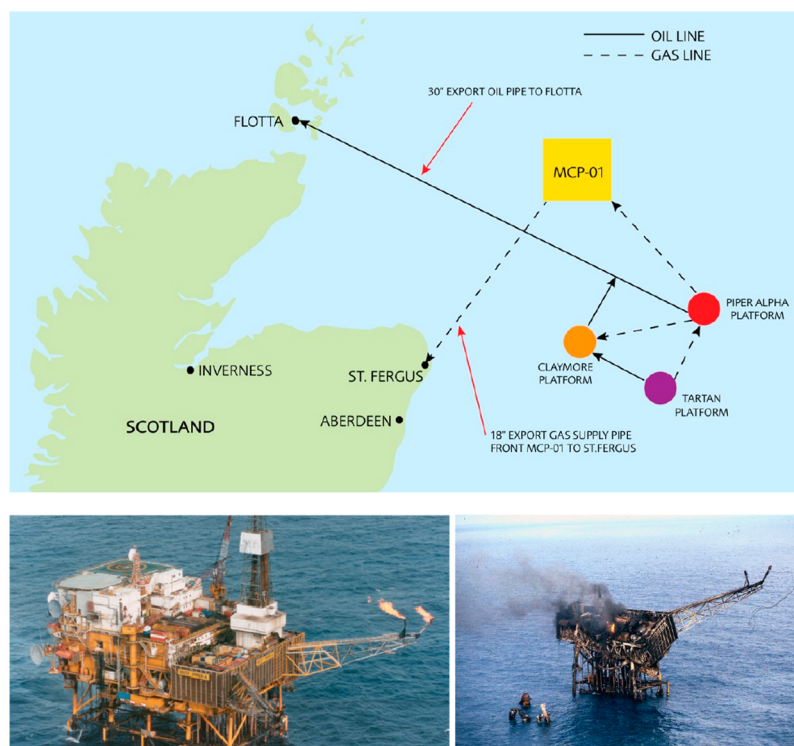 OIL LINE
GAS LINE
30" EXPORT OIL PIPE TO FLOTTA
FLOTTA
MCP-01
PIPER ALPHA
PLATFORM
CLAYMORE
PLATFORM
INVERNESS
ST. FERGUS
TARTAN
PLATFORM
ABERDEEN
SCOTLAND
18" EXPORT GAS SUPPLY PIPE
FRONT MCP-01 TO ST.FERGUS